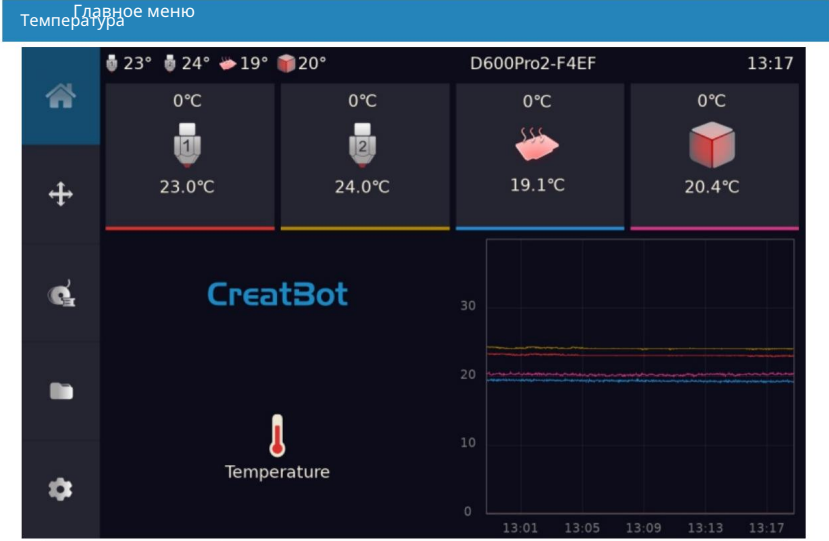 Главное меню
Температура
23° 24° 19° 20° D600Pro2-F4EF 13:17
0°C 0°C 0°C 0°C
1 2
23.0°C 24.0°C 19.1°C 20.4°C
CreatBot
Temperature
30
20
10
0
13:01 13:05 13:09 13:13 13:17